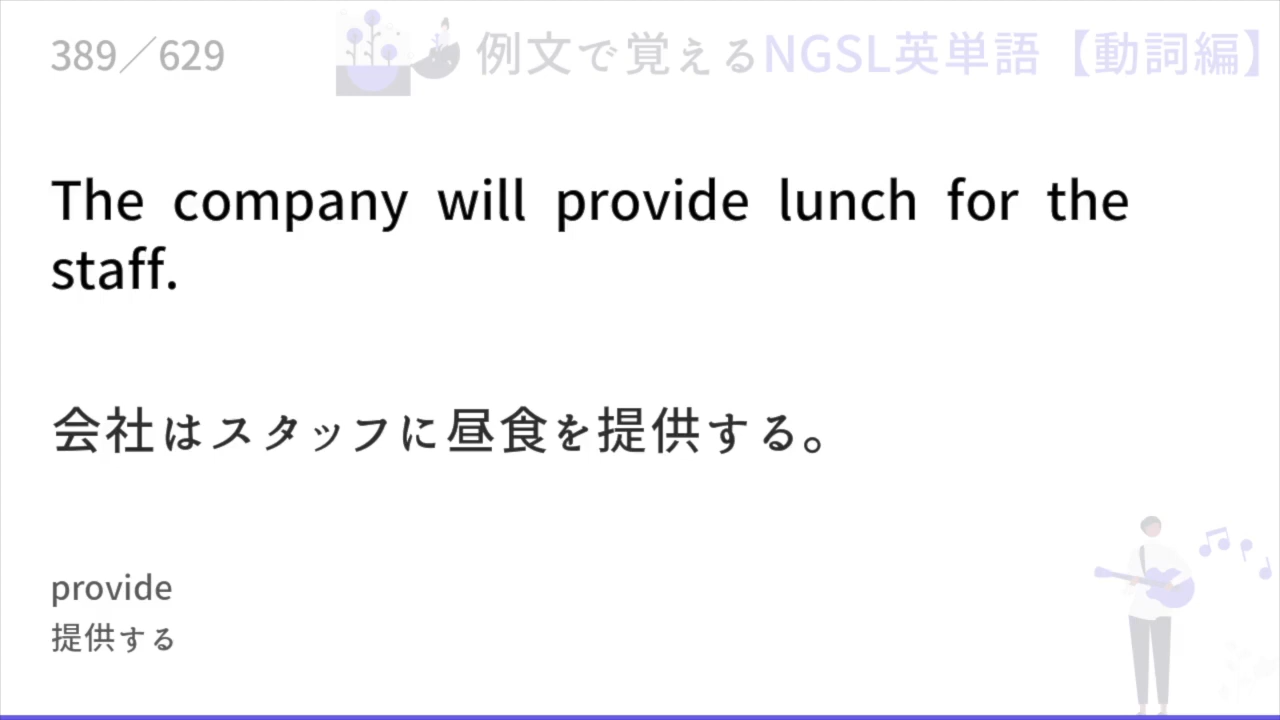 389／629
例文で覚えるNGSL英単語【動詞編】
The company will provide lunch for the
staff.
会社はスタッフに昼食を提供する。
provide
提供する